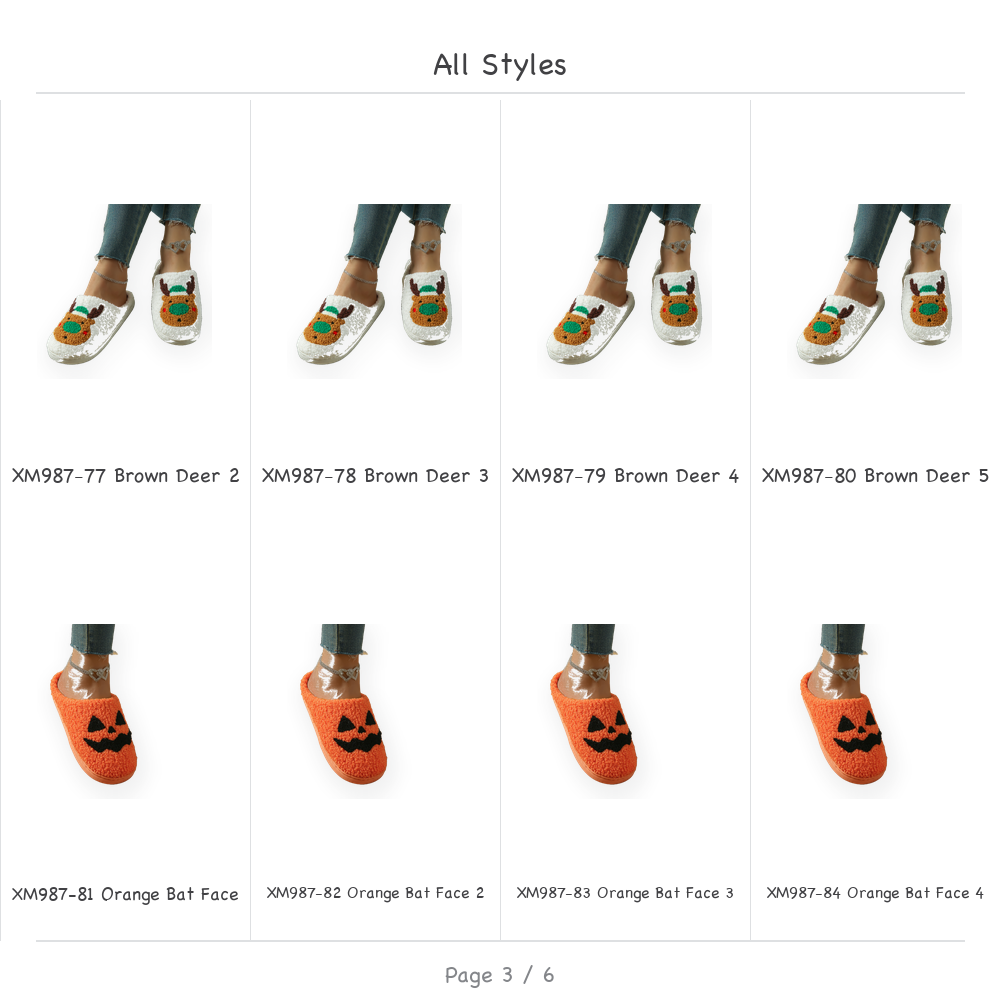 All Styles
XM987-77 Brown Deer 2
XM987-78 Brown Deer 3
XM987-79 Brown Deer 4
XM987-80 Brown Deer 5
XM987-81 Orange Bat Face
XM987-82 Orange Bat Face 2
XM987-83 Orange Bat Face 3
XM987-84 Orange Bat Face 4
Page 3 / 6